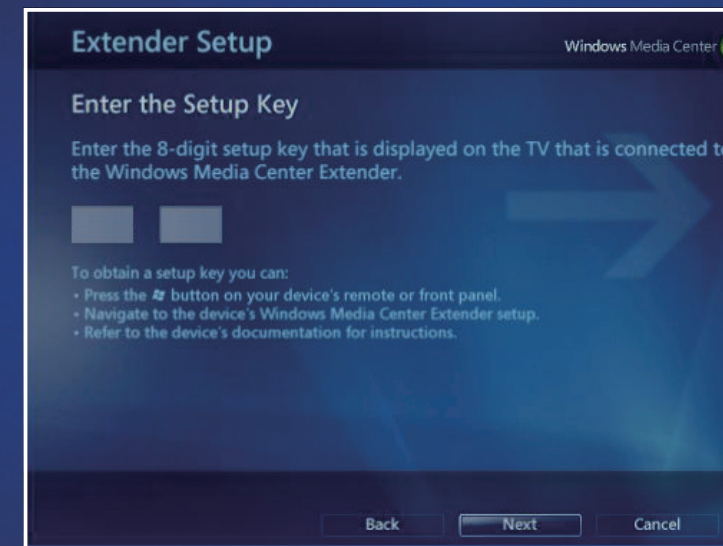 Extender Setup
Windows Media Center
Enter the Setup Key
Enter the 8-digit setup key that is displayed on the TV that is connected to
the Windows Media Center Extender.
To obtain a setup key you can:
• Press the button on your device's remote or front panel.
• Navigate to the device's Windows Media Center Extender setup.
• Refer to the device's documentation for instructions.
Back Next Cancel